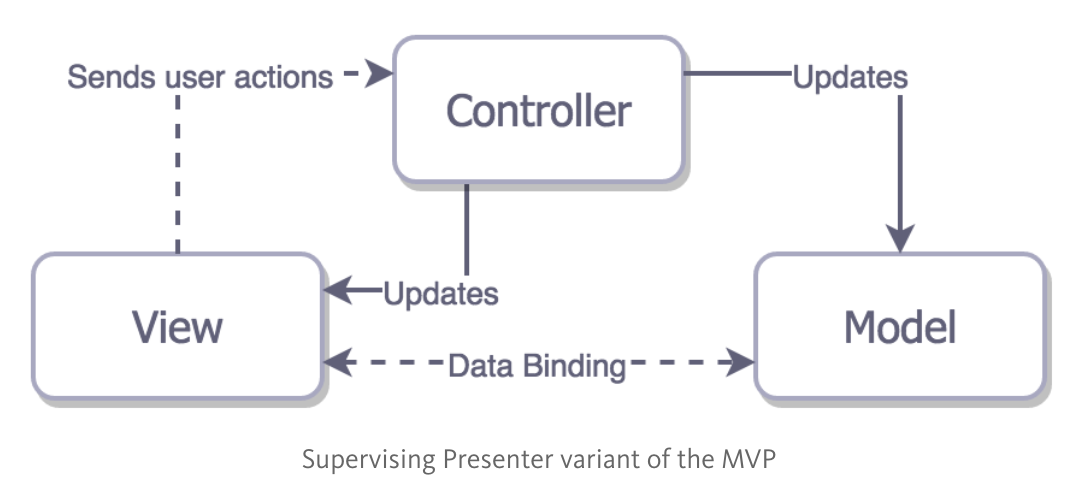 Sends user actions
Controller
Updates
Updates
View
Model
Data Binding
Supervising Presenter variant of the MVP